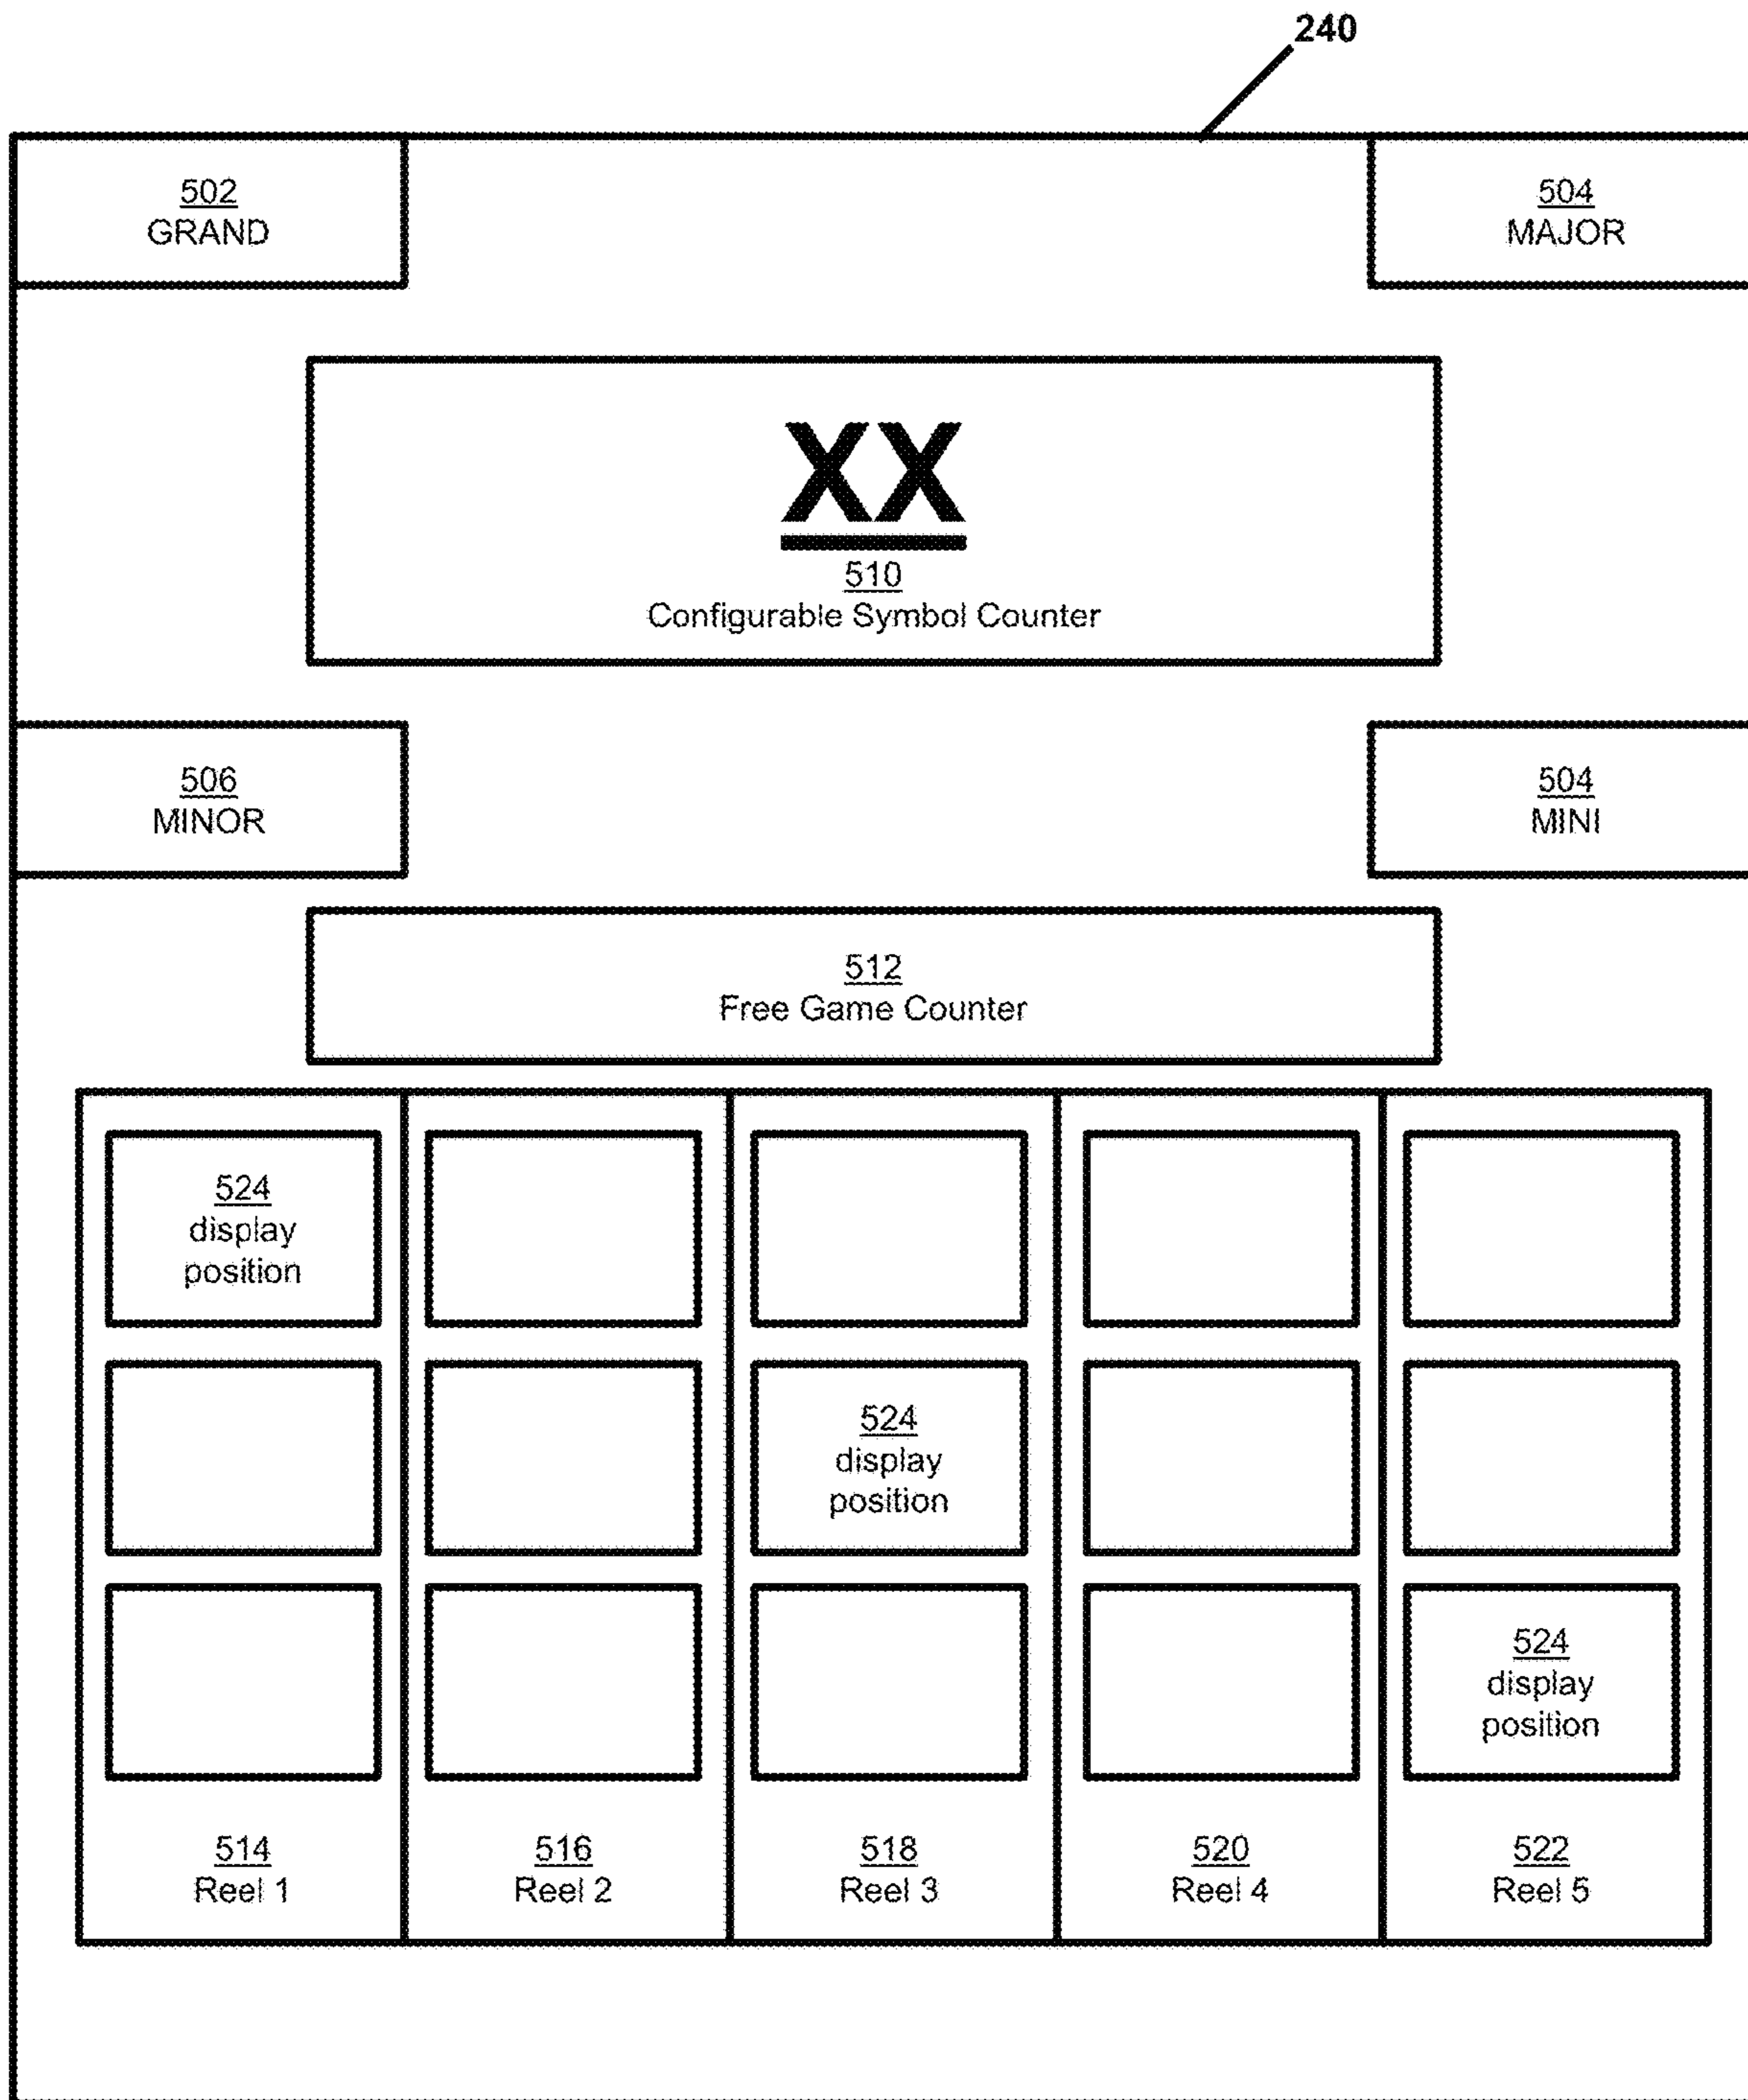 240
502
GRAND
504
MAJOR
XX
510
Configurable Symbol Counter
506
MINOR
504
MINI
512
Free Game Counter
524
display
position
524
display
position
524
display
position
514
Reel 1
516
Reel 2
518
Reel 3
520
Reel 4
522
Reel 5